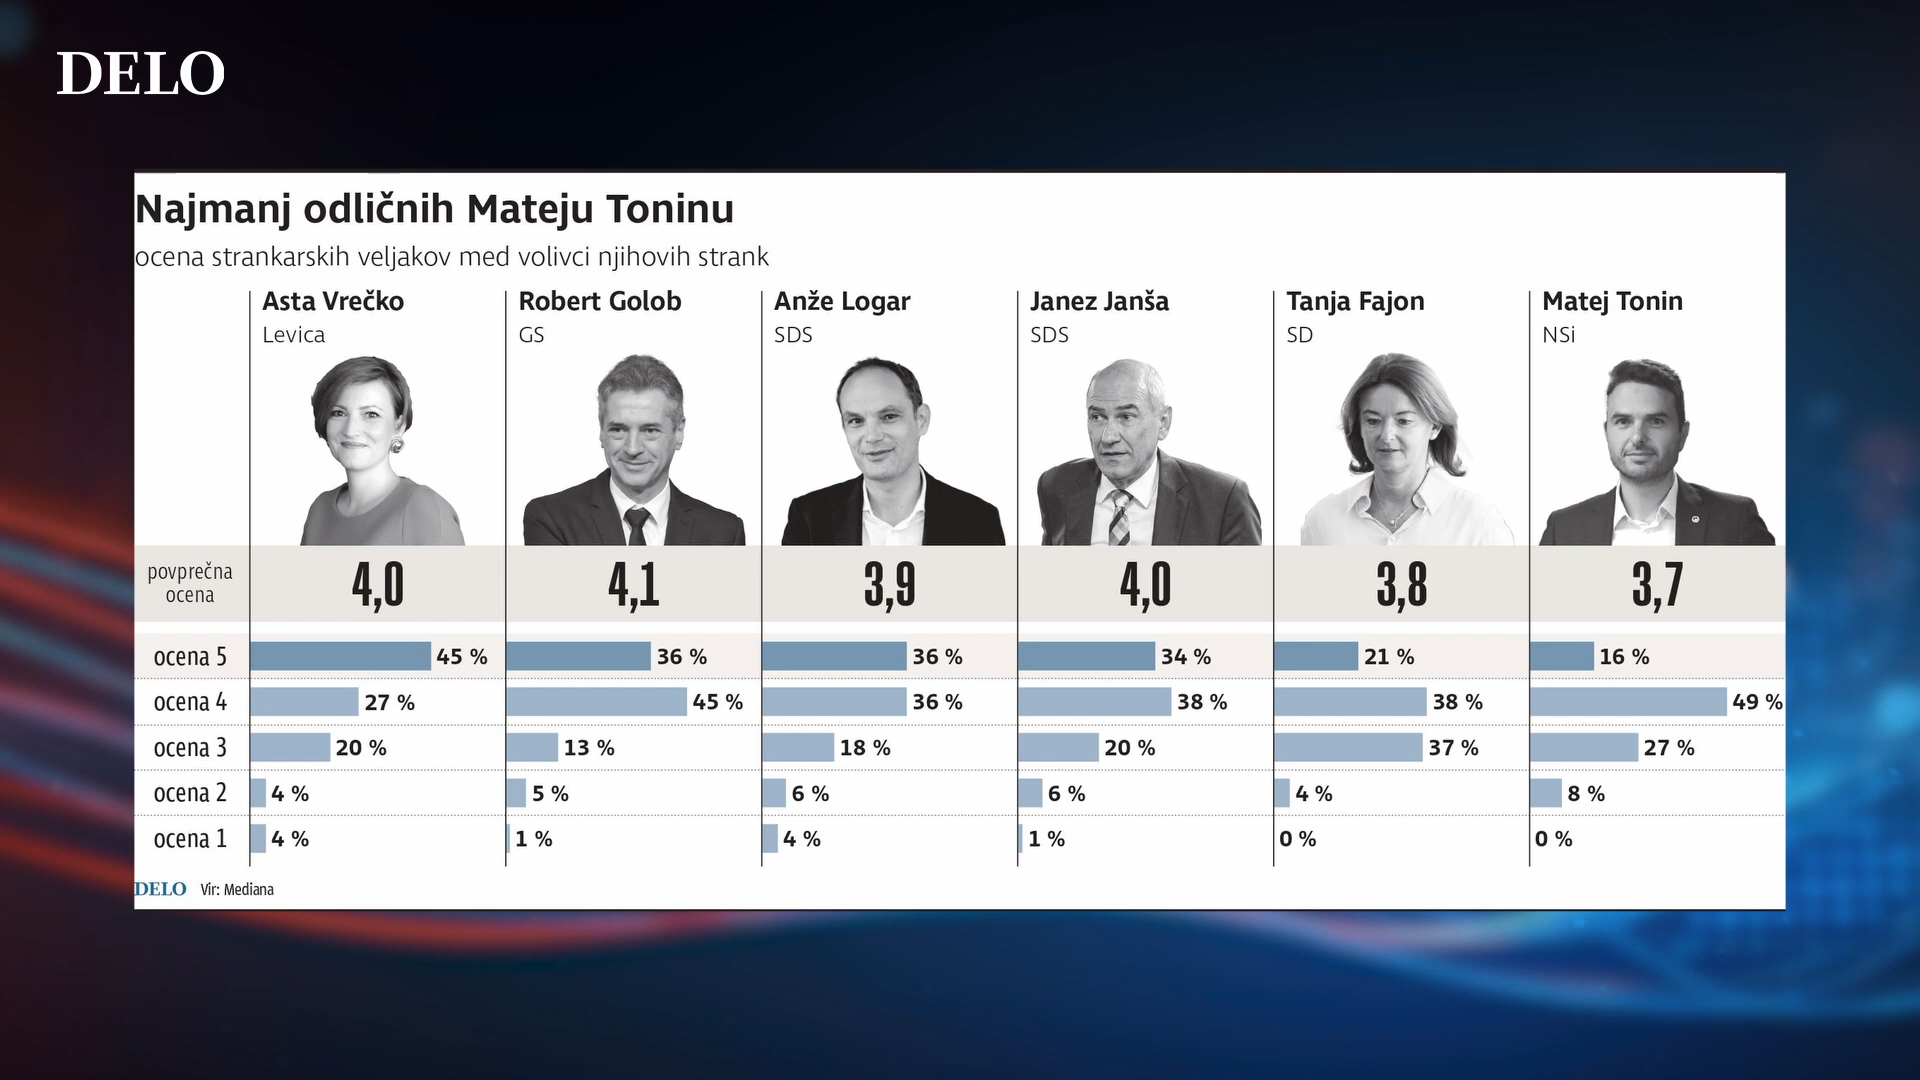 DELO
Najmanj odličnih Mateju Toninu
ocena strankarskih veljakov med volivci njihovih strank
Asta Vrečko Robert Golob Anže Logar Janez Janša Tanja Fajon Matej Tonin
Levica GS SDS SDS SD NSi
povprečna
ocena
4,0 4,1 3,9 4,0 3,8 3,7
ocena 5 45 % 36 % 36 % 34 % 21 % 16 %
ocena 4 27 % 45 % 36 % 38 % 38 % 49 %
ocena 3 20 % 13 % 18 % 20 % 37 % 27 %
ocena 2 4 % 5 % 6 % 6 % 4 % 8 %
ocena 1 4 % 1 % 4 % 1 % 0 % 0 %
DELO Vir: Mediana